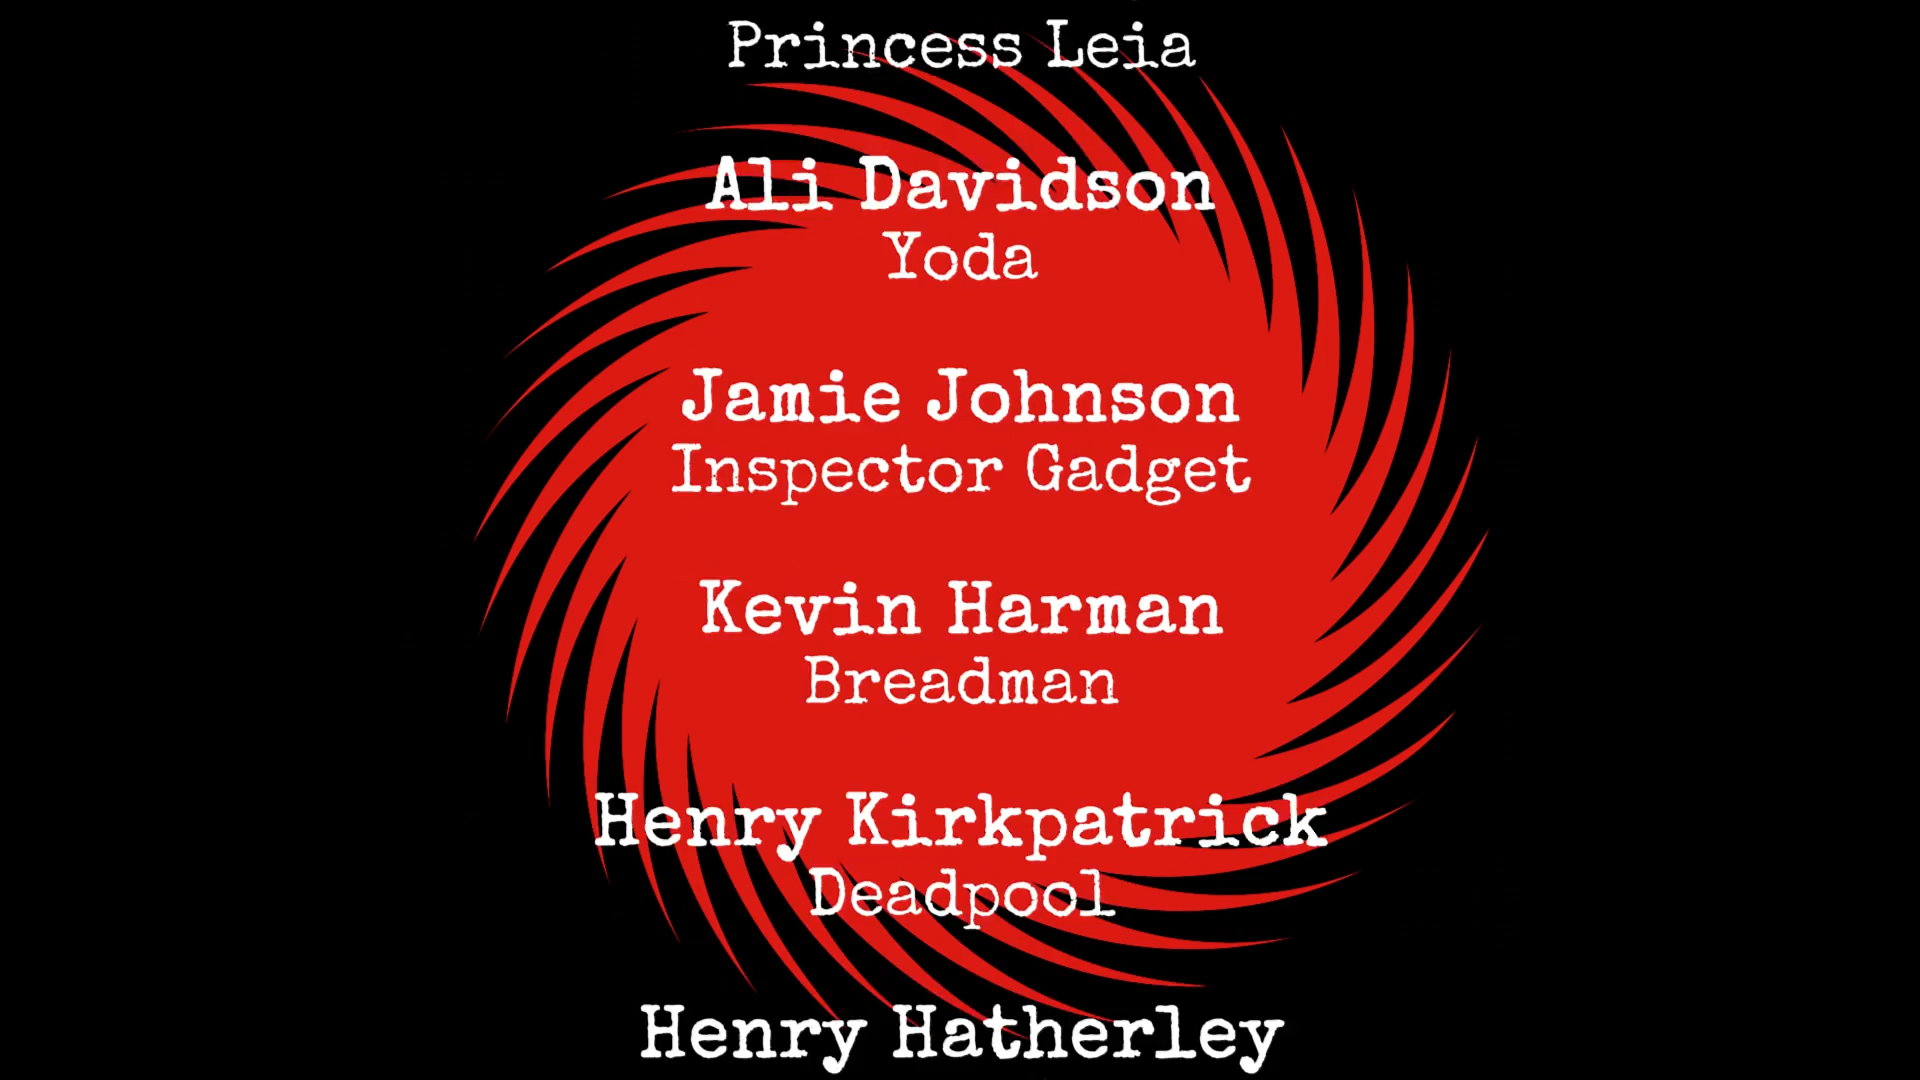 Princess Leia
Ali Davidson
Yoda
Jamie Johnson
Inspector Gadget
Kevin Harman
Breadman
Henry Kirkpatrick
Deadpool
Henry Hatherley